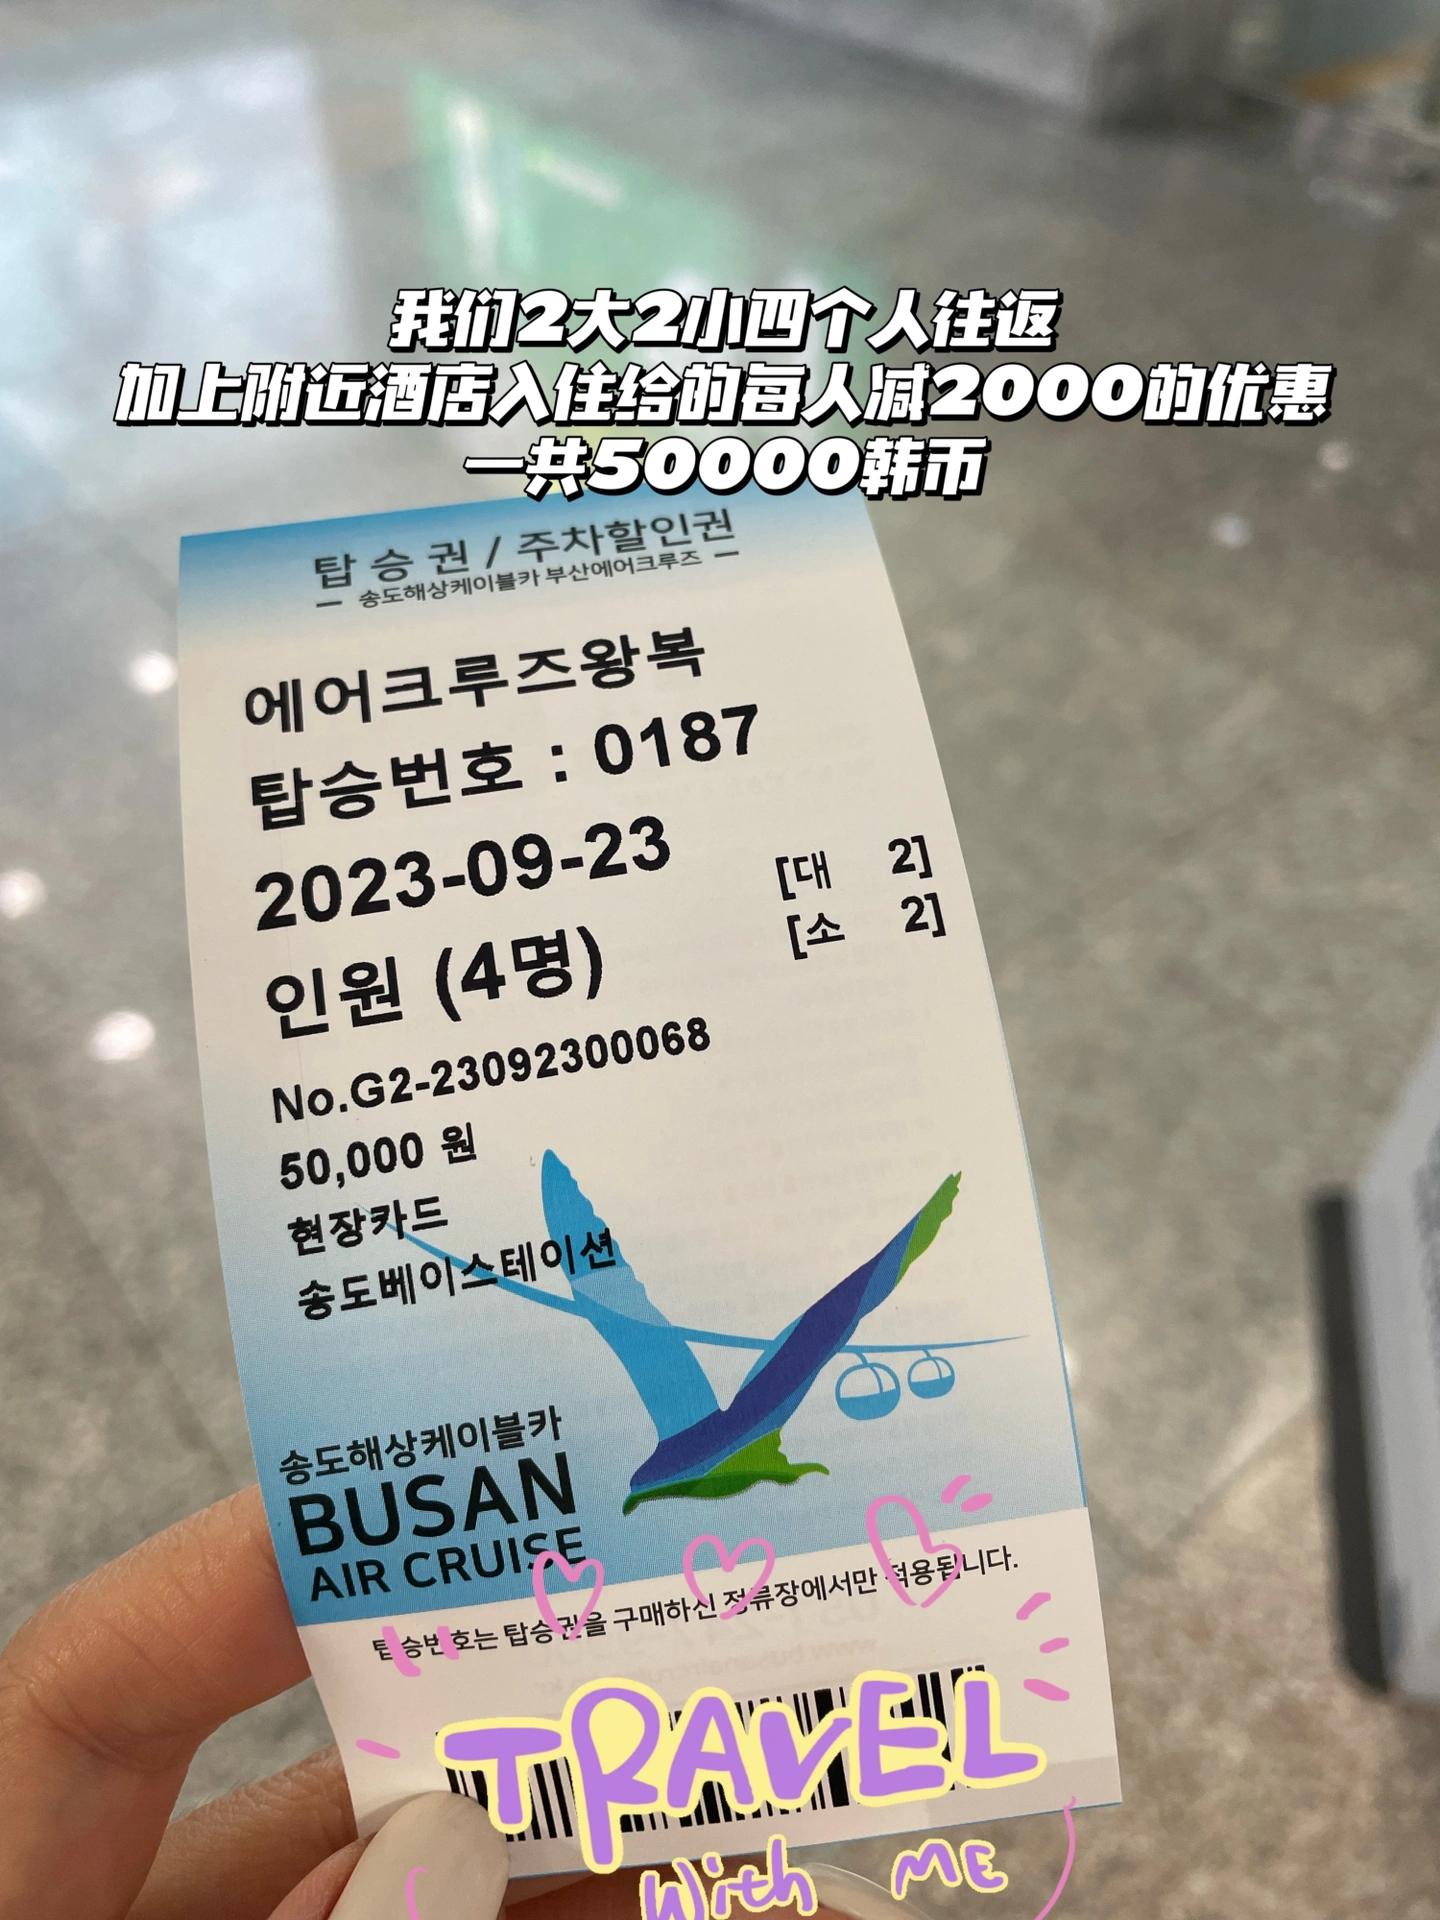 我们2大2小四个人往返
加上附近酒店入住给的每人减2000的优惠
一共50000韩币
탑 승 권 / 주차할인권
송도해상케이블카 부산에어크루즈
에어크루즈왕복
탑승번호 : 0187
2023-09-23
[대 2]
[소 2]
인원 (4명)
No.G2-23092300068
50,000 원
현장카드
송도베이스테이션
송도해상케이블카
BUSAN
AIR CRUISE
탑승번호는 탑승권을 구매하신 정류장에서만 적용됩니다.
TRAVEL
With ME